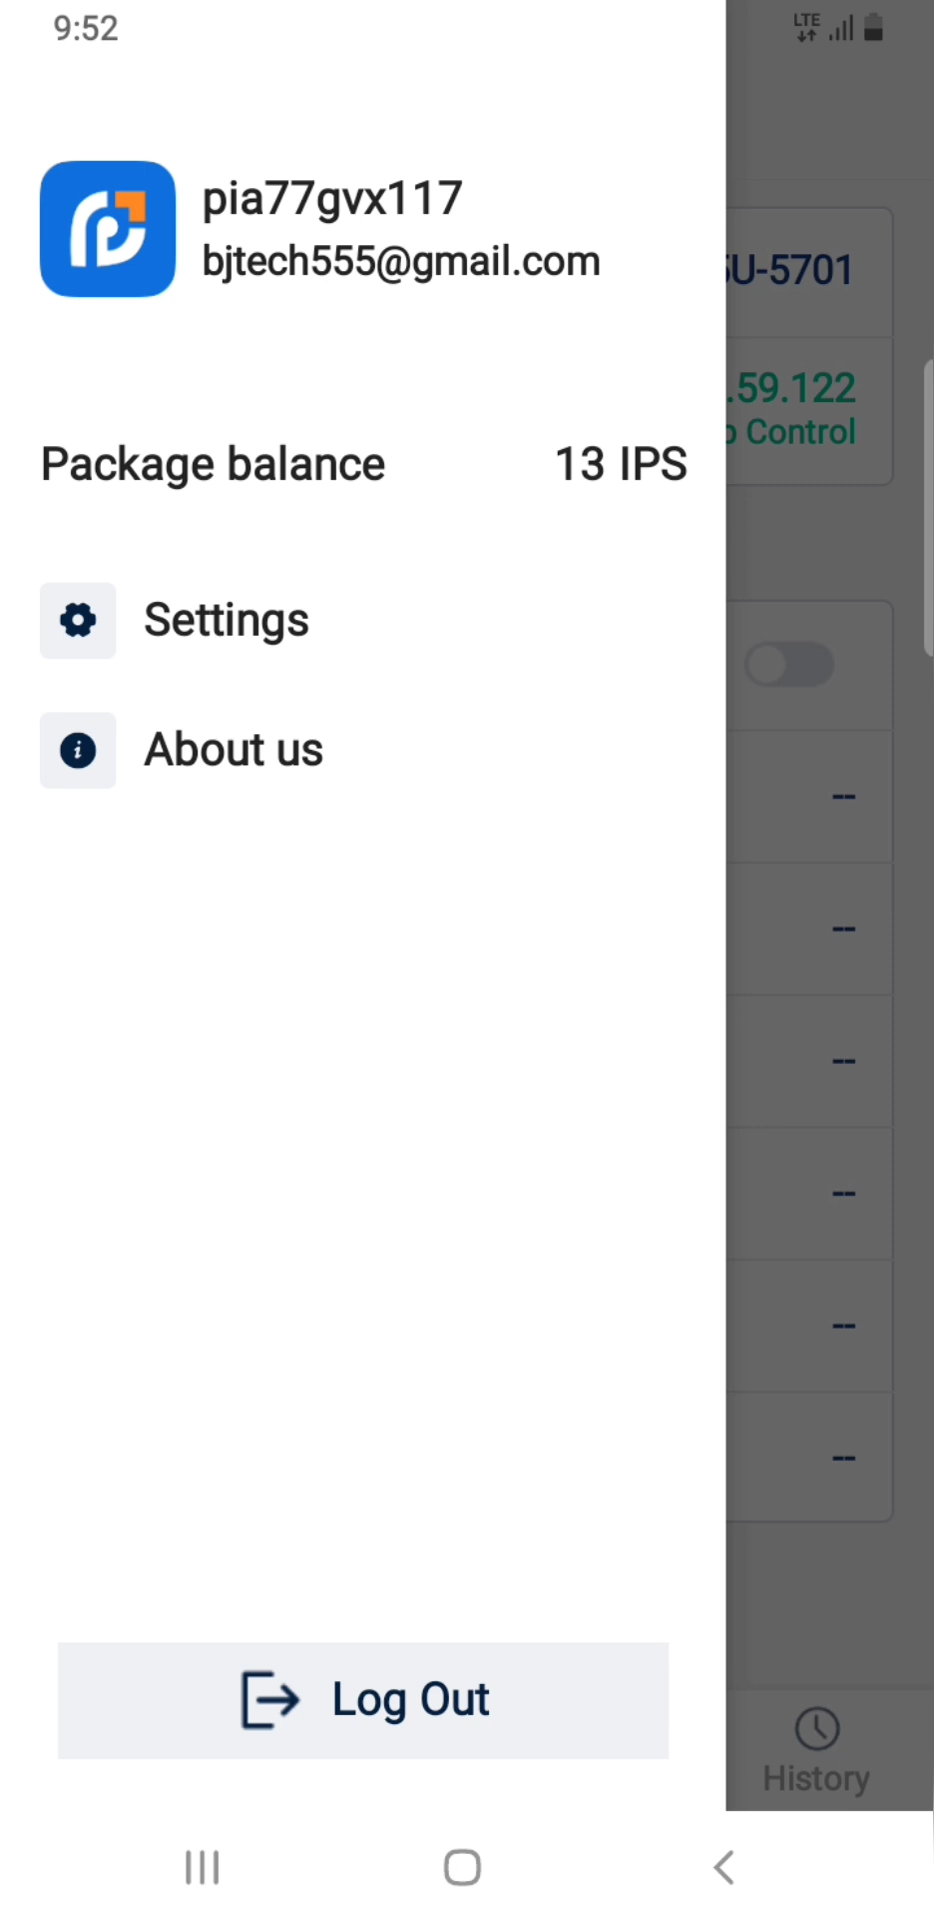 9:52
LTE
pia77gvx117
bjtech555@gmail.com
U-5701
.59.122
Control
Package balance 13 IPS
Settings
About us
--
--
--
--
--
--
Log Out
History